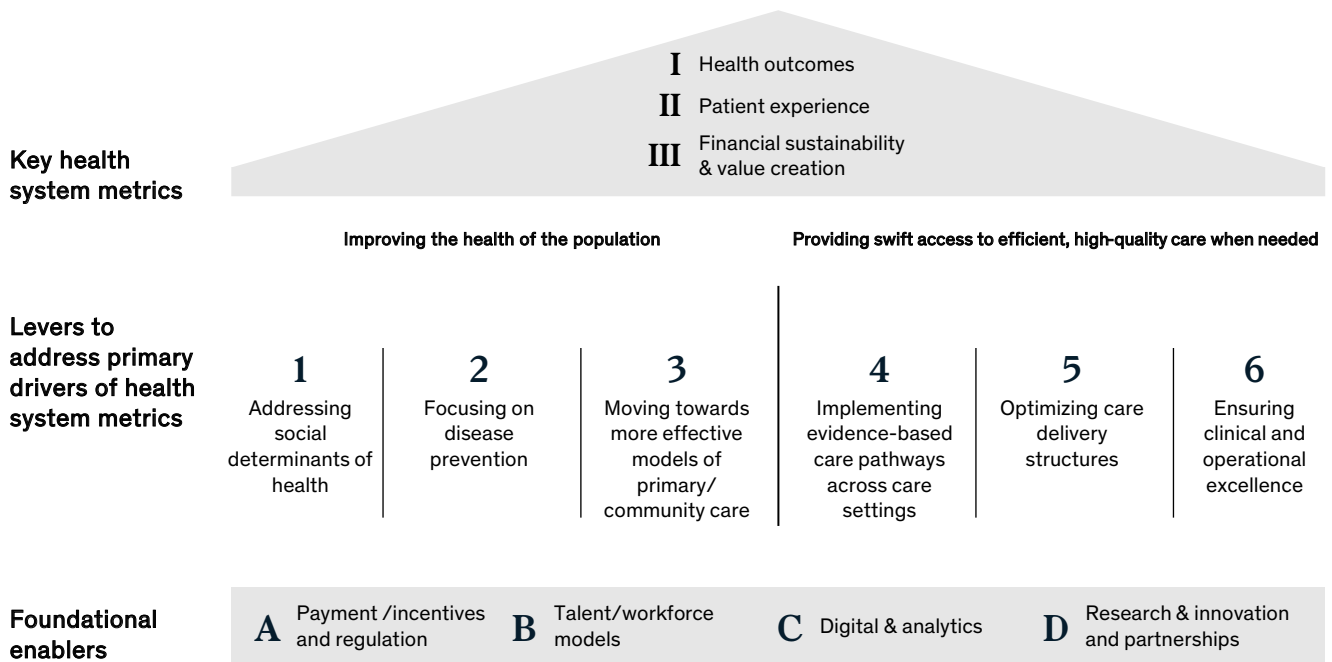 I Health outcomes
II Patient experience
III Financial sustainability
& value creation
Key health
system metrics
Improving the health of the population
Providing swift access to efficient, high-quality care when needed
Levers to
address primary
drivers of health
system metrics
1
Addressing
social
determinants of
health
2
Focusing on
disease
prevention
3
Moving towards
more effective
models of
primary/
community care
4
Implementing
evidence-based
care pathways
across care
settings
5
Optimizing care
delivery
structures
6
Ensuring
clinical and
operational
excellence
Foundational
enablers
A Payment /incentives
and regulation
B Talent/workforce
models
C Digital & analytics
D Research & innovation
and partnerships